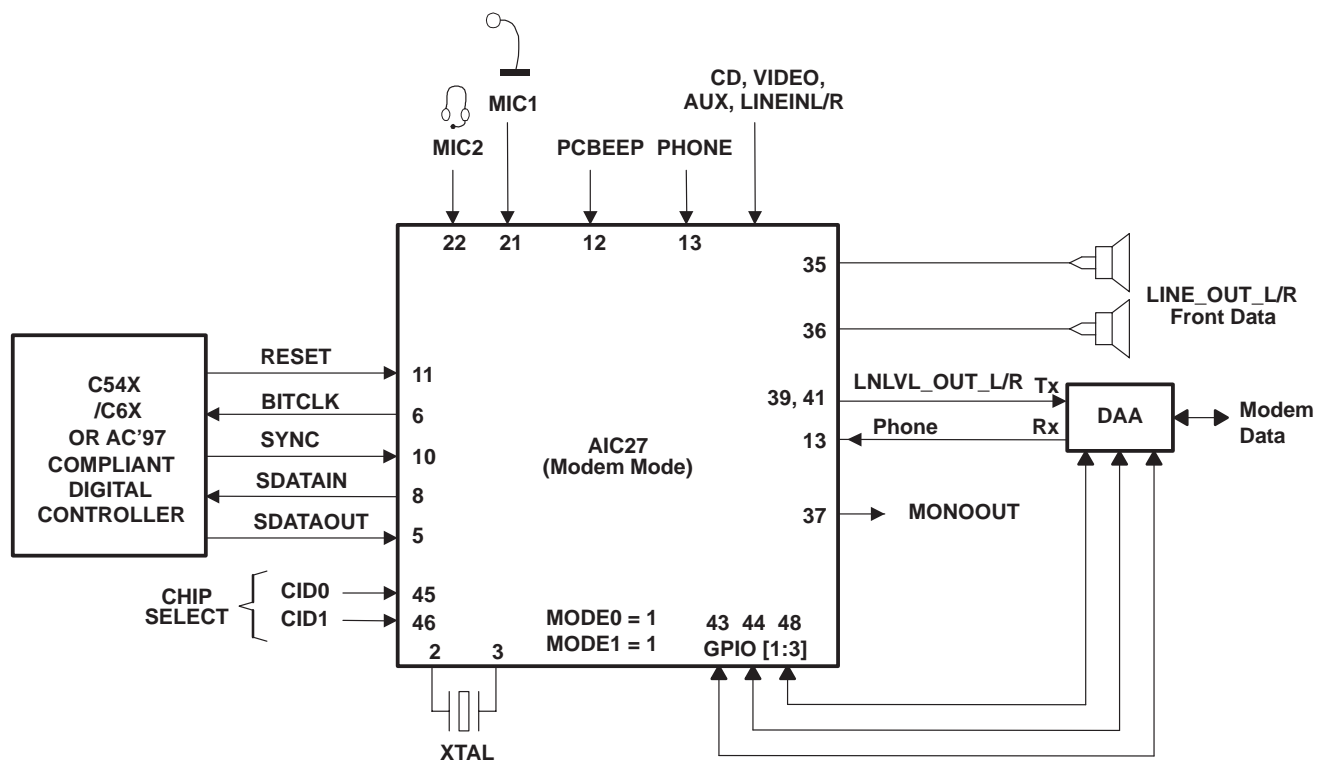 CD, VIDEO,
AUX, LINEINL/R
MIC1
MIC2
PCBEEP
PHONE
22
21
12
13
35
LINE_OUT_L/R
Front Data
36
C54X
/C6X
OR AC'97
COMPLIANT
DIGITAL
CONTROLLER
RESET
11
BITCLK
6
SYNC
10
SDATAIN
8
SDATAOUT
5
AIC27
(Modem Mode)
39, 41
LNLVL_OUT_L/R
Tx
13
Phone
Rx
DAA
Modem
Data
37
MONOOUT
CHIP
SELECT
CID0
45
CID1
46
MODE0 = 1
MODE1 = 1
43 44 48
GPIO [1:3]
2
3
XTAL